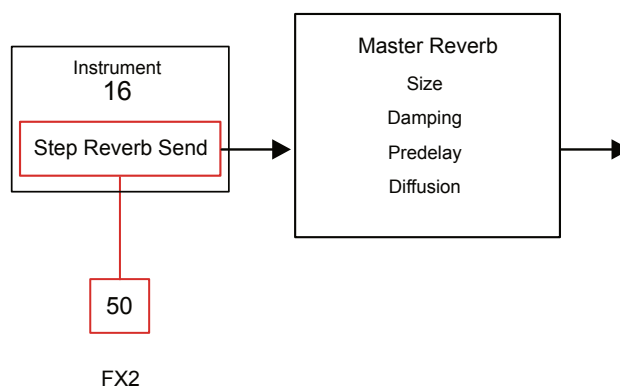 Instrument
16
Step Reverb Send
Master Reverb
Size
Damping
Predelay
Diffusion
50
FX2